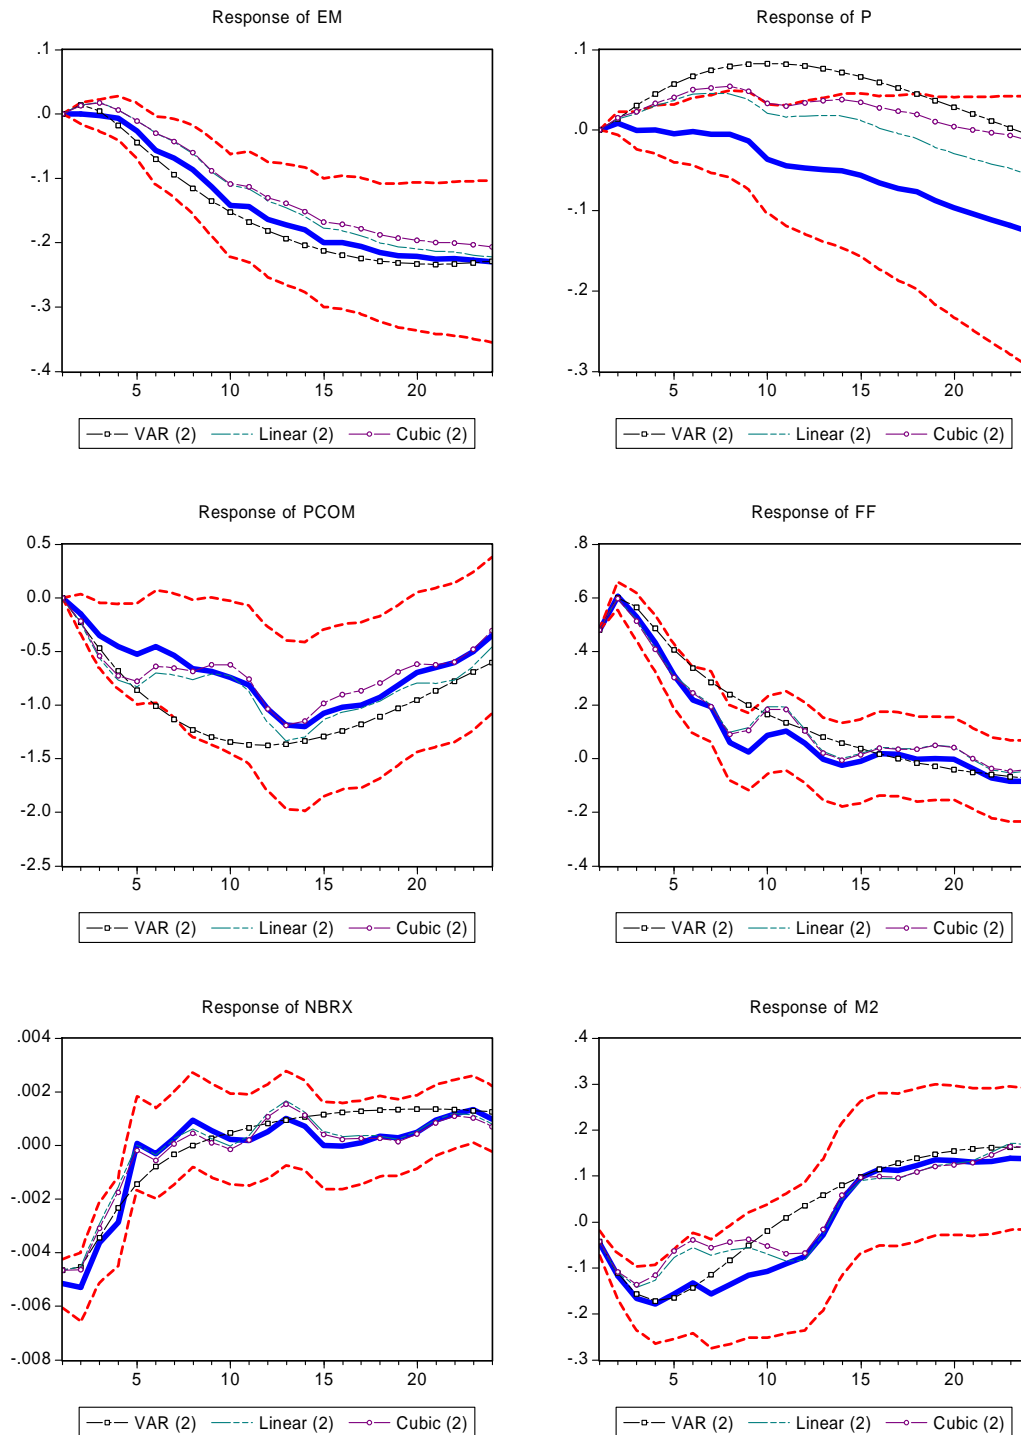 Response of EM
.1
.0
-.1
-.2
-.3
-.4
5 10 15 20
VAR (2) Linear (2) Cubic (2)
Response of P
.1
.0
-.1
-.2
-.3
5 10 15 20
VAR (2) Linear (2) Cubic (2)
Response of PCOM
0.5
0.0
-0.5
-1.0
-1.5
-2.0
-2.5
5 10 15 20
VAR (2) Linear (2) Cubic (2)
Response of FF
.8
.6
.4
.2
.0
-.2
-.4
5 10 15 20
VAR (2) Linear (2) Cubic (2)
Response of NBRX
.004
.002
.000
-.002
-.004
-.006
-.008
5 10 15 20
VAR (2) Linear (2) Cubic (2)
Response of M2
.4
.3
.2
.1
.0
-.1
-.2
-.3
5 10 15 20
VAR (2) Linear (2) Cubic (2)